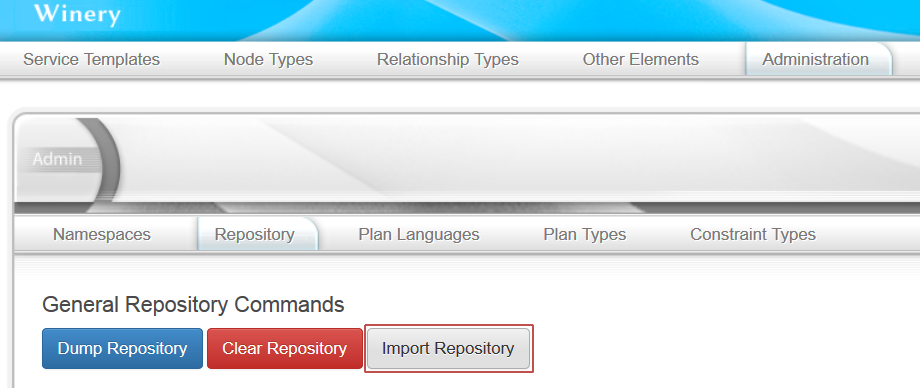 Winery
Service Templates Node Types Relationship Types Other Elements Administration
Admin
Namespaces Repository Plan Languages Plan Types Constraint Types
General Repository Commands
Dump Repository Clear Repository Import Repository